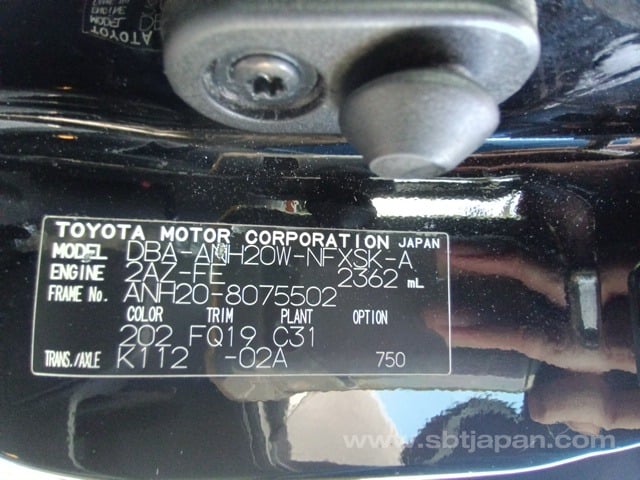 TOYOTA MOTOR CORPORATION JAPAN
MODEL DBA-ANH20W-NFXSK-A
ENGINE 2AZ-FE 2362 mL
FRAME No. ANH20-8075502
COLOR TRIM PLANT OPTION
202 FQ19 C31
TRANS./AXLE K112 -02A 750
www.sbtjapan.com